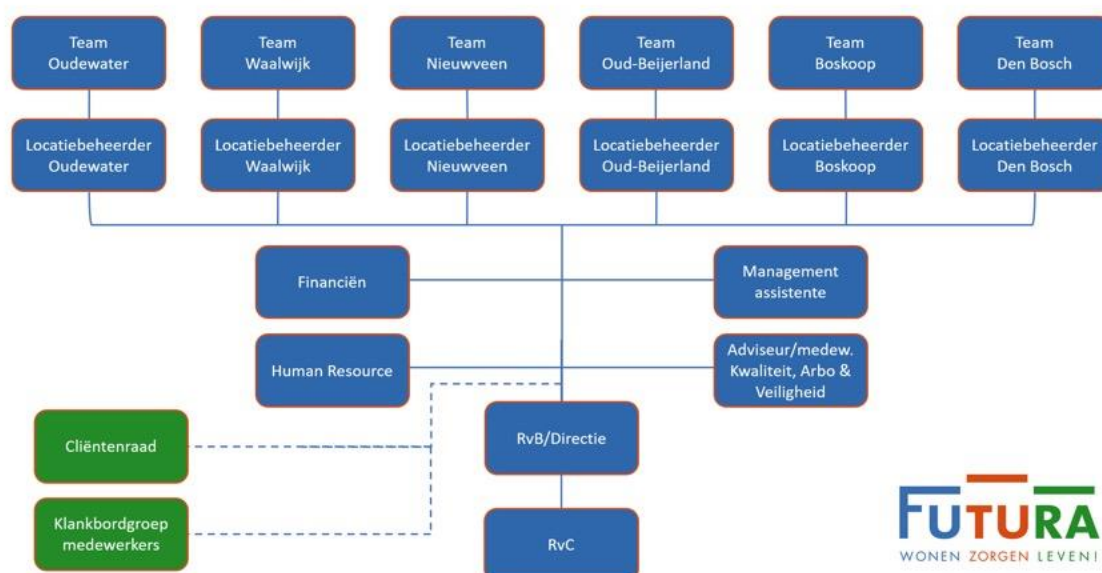 Team
Oudewater
Team
Waalwijk
Team
Nieuwveen
Team
Oud-Beijerland
Team
Boskoop
Team
Den Bosch
Locatiebeheerder
Oudewater
Locatiebeheerder
Waalwijk
Locatiebeheerder
Nieuwveen
Locatiebeheerder
Oud-Beijerland
Locatiebeheerder
Boskoop
Locatiebeheerder
Den Bosch
Financiën
Management
assistente
Human Resource
Adviseur/medew.
Kwaliteit, Arbo &
Veiligheid
Cliëntenraad
RvB/Directie
Klankbordgroep
medewerkers
RvC
FUTURA
WONEN ZORGEN LEVEN!